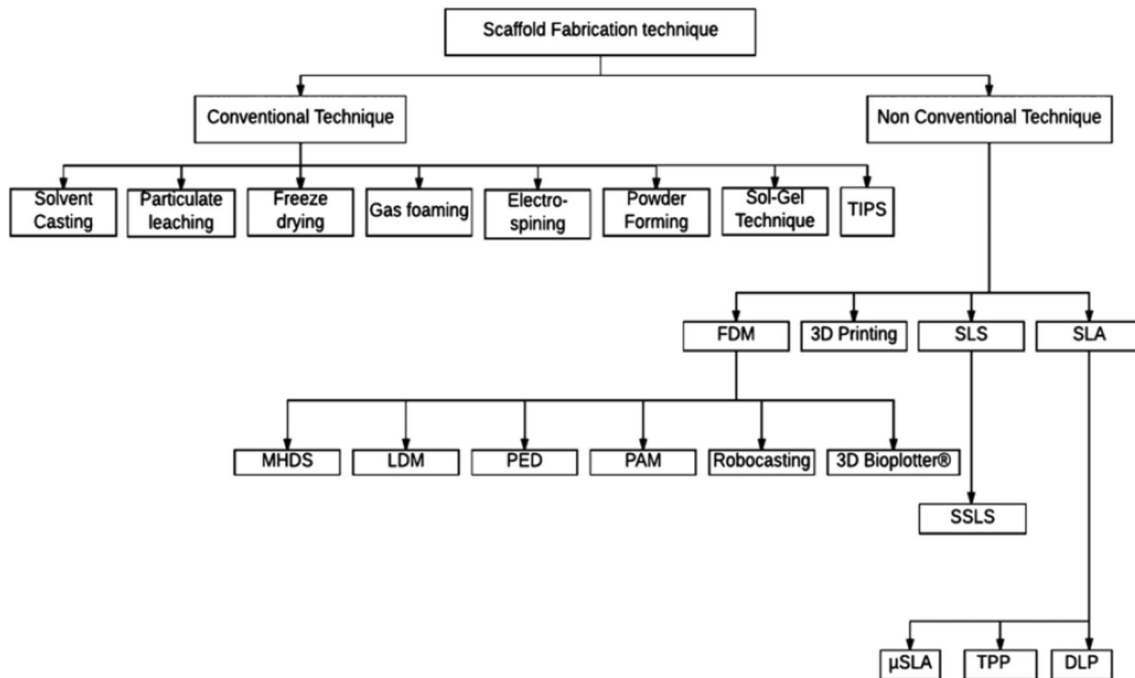 Scaffold Fabrication technique
Conventional Technique
Non Conventional Technique
Solvent
Casting
Particulate
leaching
Freeze
drying
Gas foaming
Electro-
spining
Powder
Forming
Sol-Gel
Technique
TIPS
FDM
3D Printing
SLS
SLA
MHDS
LDM
PED
PAM
Robocasting
3D Bioplotter®
SSLS
µSLA
TPP
DLP